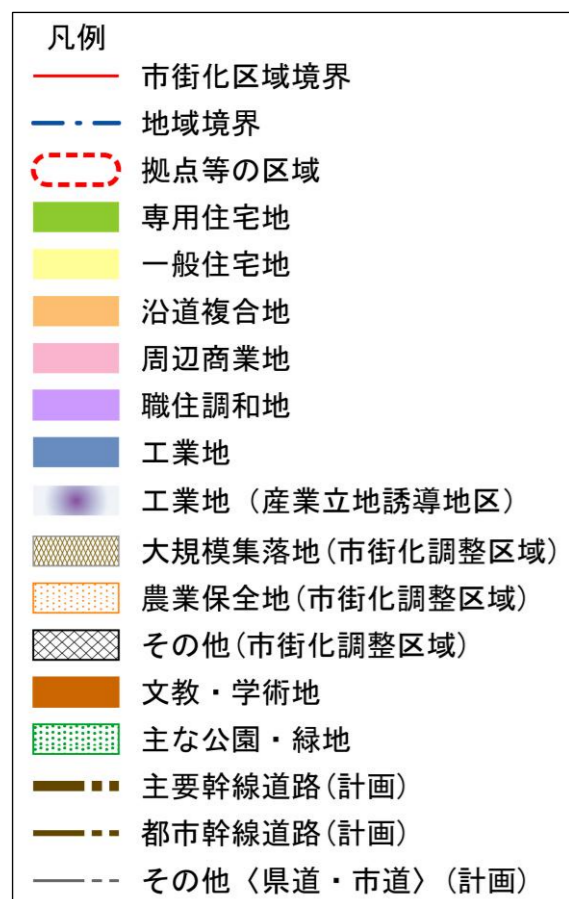 凡例
市街化区域境界
地域境界
拠点等の区域
専用住宅地
一般住宅地
沿道複合地
周辺商業地
職住調和地
工業地
工業地（産業立地誘導地区）
大規模集落地(市街化調整区域)
農業保全地(市街化調整区域)
その他(市街化調整区域)
文教・学術地
主な公園・緑地
主要幹線道路(計画)
都市幹線道路(計画)
その他〈県道・市道〉(計画)